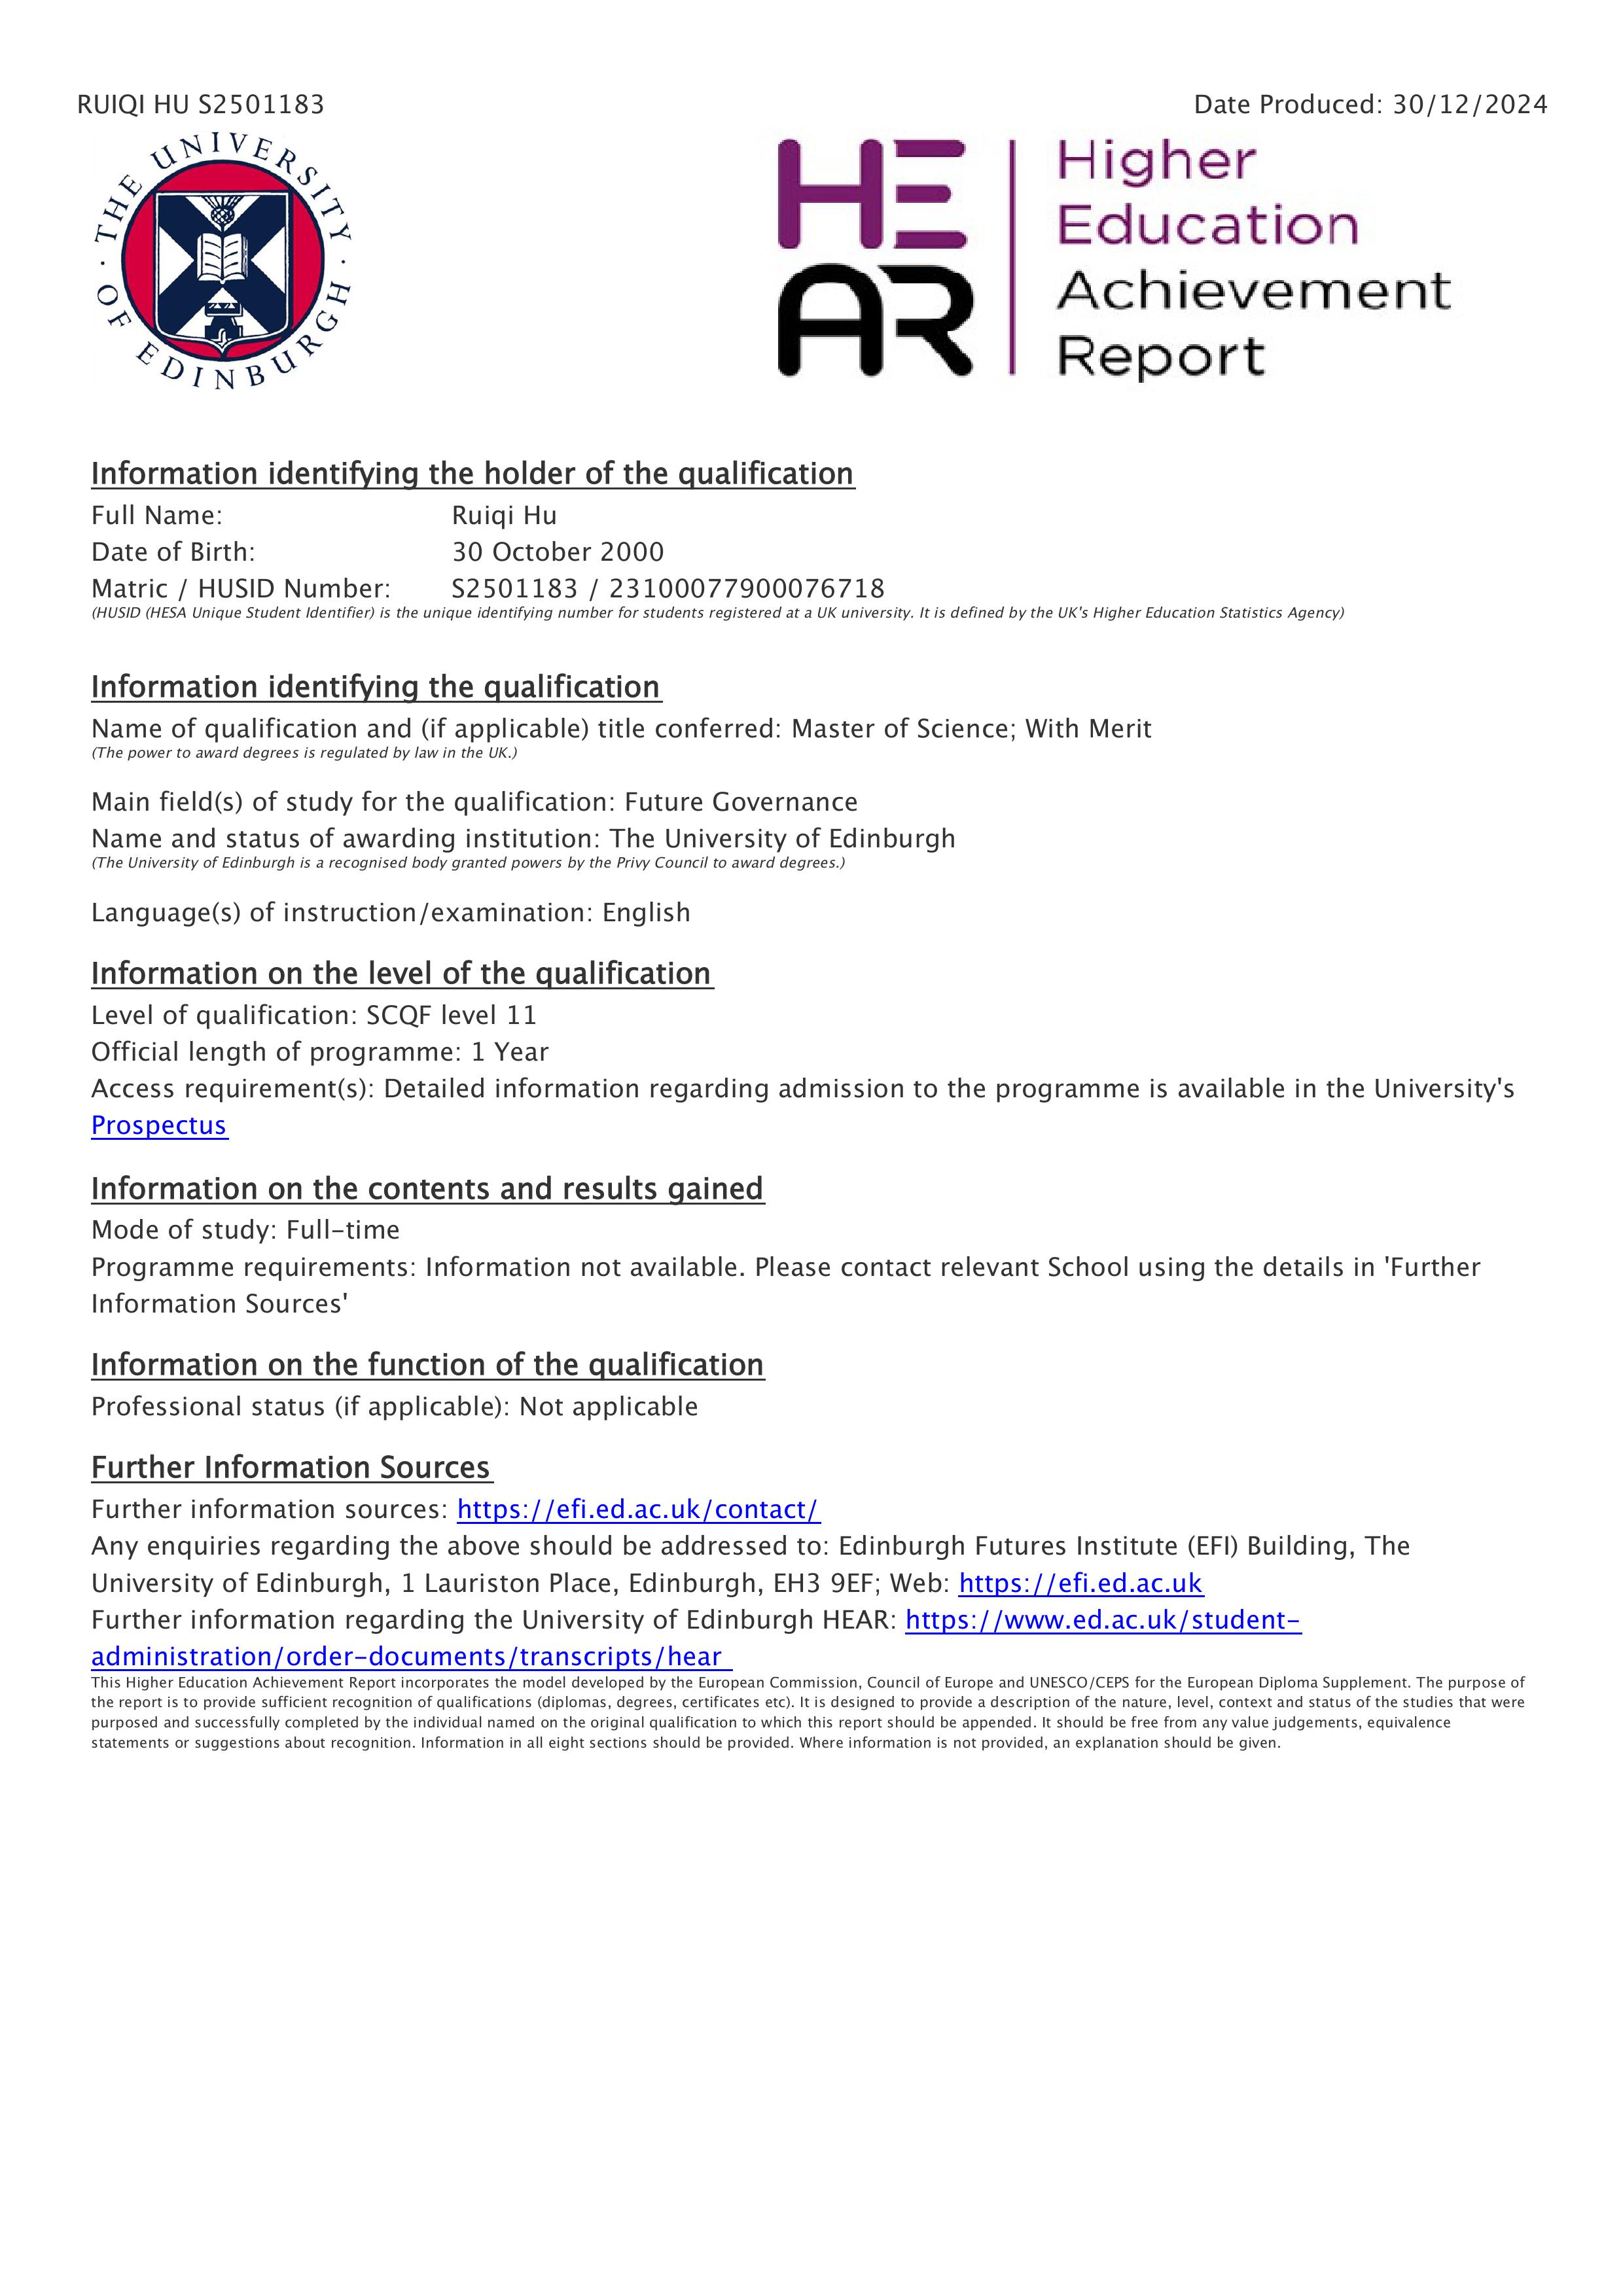 RUIQI HU S2501183
Date Produced: 30/12/2024
· THE UNIVERSITY · OF EDINBURGH
HEAR
Higher
Education
Achievement
Report
Information identifying the holder of the qualification
Full Name: Ruiqi Hu
Date of Birth: 30 October 2000
Matric / HUSID Number: S2501183 / 23100077900076718
(HUSID (HESA Unique Student Identifier) is the unique identifying number for students registered at a UK university. It is defined by the UK's Higher Education Statistics Agency)
Information identifying the qualification
Name of qualification and (if applicable) title conferred: Master of Science; With Merit
(The power to award degrees is regulated by law in the UK.)
Main field(s) of study for the qualification: Future Governance
Name and status of awarding institution: The University of Edinburgh
(The University of Edinburgh is a recognised body granted powers by the Privy Council to award degrees.)
Language(s) of instruction/examination: English
Information on the level of the qualification
Level of qualification: SCQF level 11
Official length of programme: 1 Year
Access requirement(s): Detailed information regarding admission to the programme is available in the University's
Prospectus
Information on the contents and results gained
Mode of study: Full-time
Programme requirements: Information not available. Please contact relevant School using the details in 'Further
Information Sources'
Information on the function of the qualification
Professional status (if applicable): Not applicable
Further Information Sources
Further information sources: https://efi.ed.ac.uk/contact/
Any enquiries regarding the above should be addressed to: Edinburgh Futures Institute (EFI) Building, The
University of Edinburgh, 1 Lauriston Place, Edinburgh, EH3 9EF; Web: https://efi.ed.ac.uk
Further information regarding the University of Edinburgh HEAR: https://www.ed.ac.uk/student-
administration/order-documents/transcripts/hear
This Higher Education Achievement Report incorporates the model developed by the European Commission, Council of Europe and UNESCO/CEPS for the European Diploma Supplement. The purpose of
the report is to provide sufficient recognition of qualifications (diplomas, degrees, certificates etc). It is designed to provide a description of the nature, level, context and status of the studies that were
purposed and successfully completed by the individual named on the original qualification to which this report should be appended. It should be free from any value judgements, equivalence
statements or suggestions about recognition. Information in all eight sections should be provided. Where information is not provided, an explanation should be given.